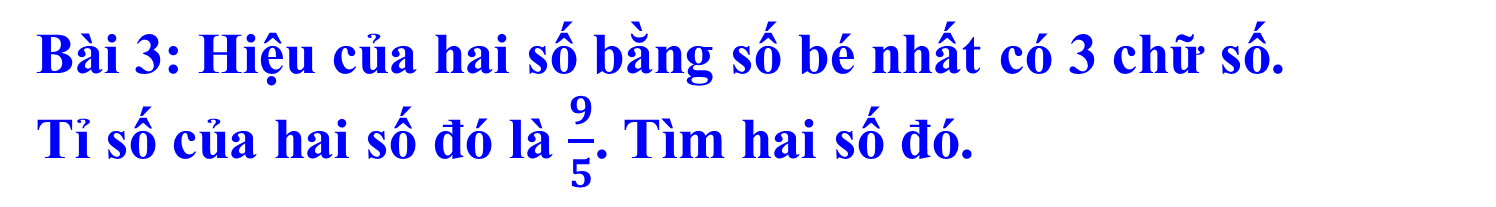 Bài 3: Hiệu của hai số bằng số bé nhất có 3 chữ số.
Tỉ số của hai số đó là 9/5. Tìm hai số đó.